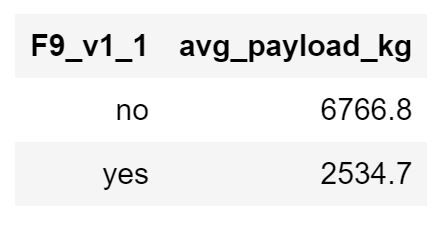 F9_v1_1 avg_payload_kg
no 6766.8
yes 2534.7